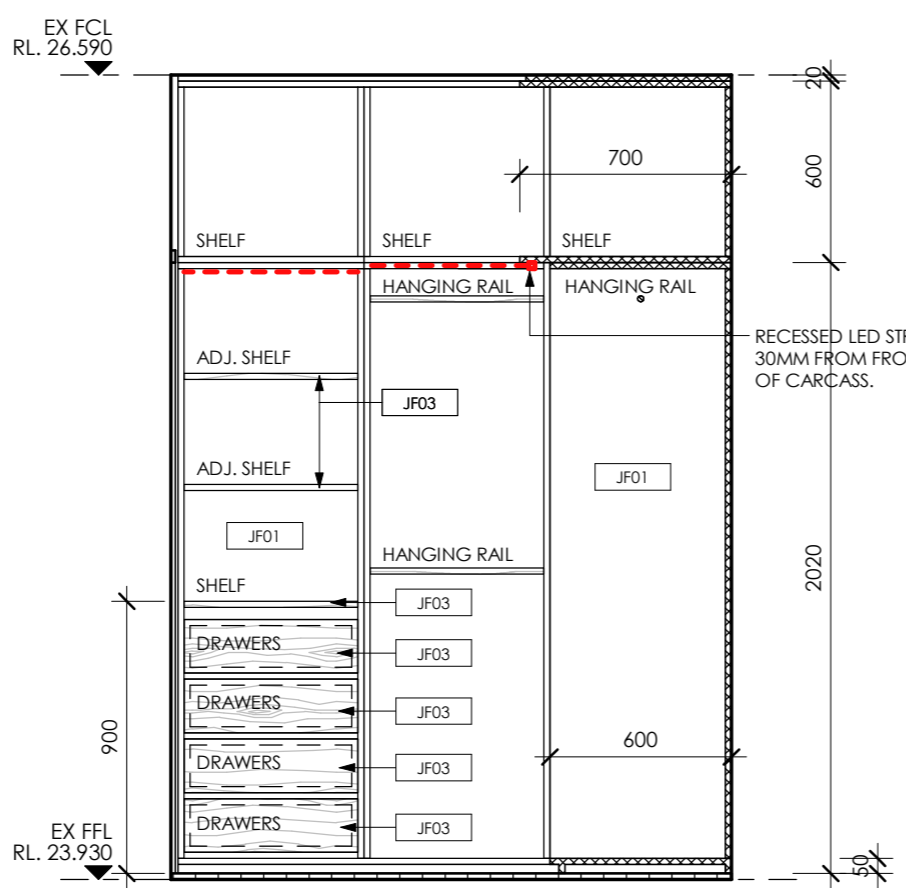 EX FCL
RL. 26.590
20
700
600
SHELF
SHELF
SHELF
HANGING RAIL
HANGING RAIL
RECESSED LED
30MM FROM
OF CARCASS.
ADJ. SHELF
JF03
ADJ. SHELF
JF01
JF01
HANGING RAIL
2020
SHELF
JF03
DRAWERS
JF03
DRAWERS
JF03
900
600
DRAWERS
JF03
DRAWERS
JF03
EX FFL
RL. 23.930
50